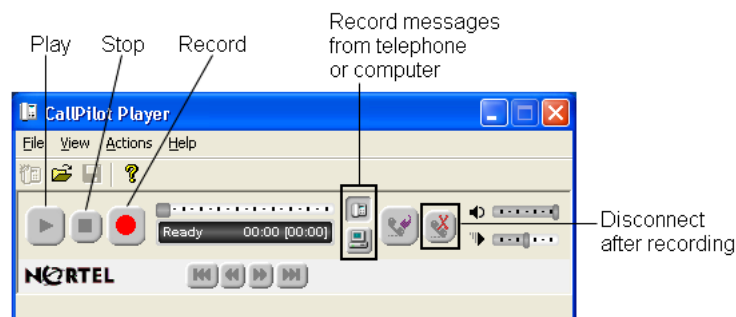 Record messages
from telephone
or computer
Play Stop Record
CallPilot Player
File View Actions Help
Ready 00:00 [00:00]
Disconnect
after recording
NORTEL